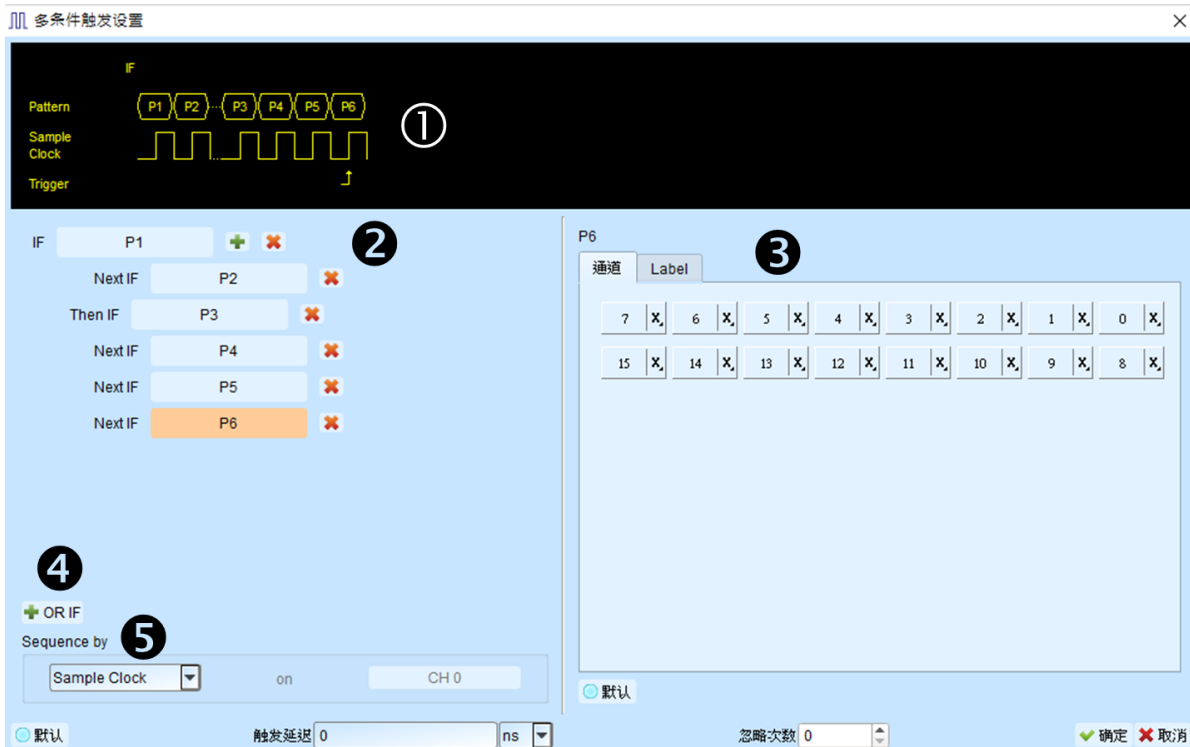 多条件触发设置
IF
Pattern P1 P2 P3 P4 P5 P6
①
Sample
Clock
Trigger
IF P1
❷
Next IF P2
Then IF P3
Next IF P4
Next IF P5
Next IF P6
❹
OR IF
Sequence by
❺
Sample Clock on CH 0
P6
❸
通道 Label
7 X 6 X 5 X 4 X 3 X 2 X 1 X 0 X
15 X 14 X 13 X 12 X 11 X 10 X 9 X 8 X
默认
默认 触发延迟 0 ns 忽略次数 0 确定 取消